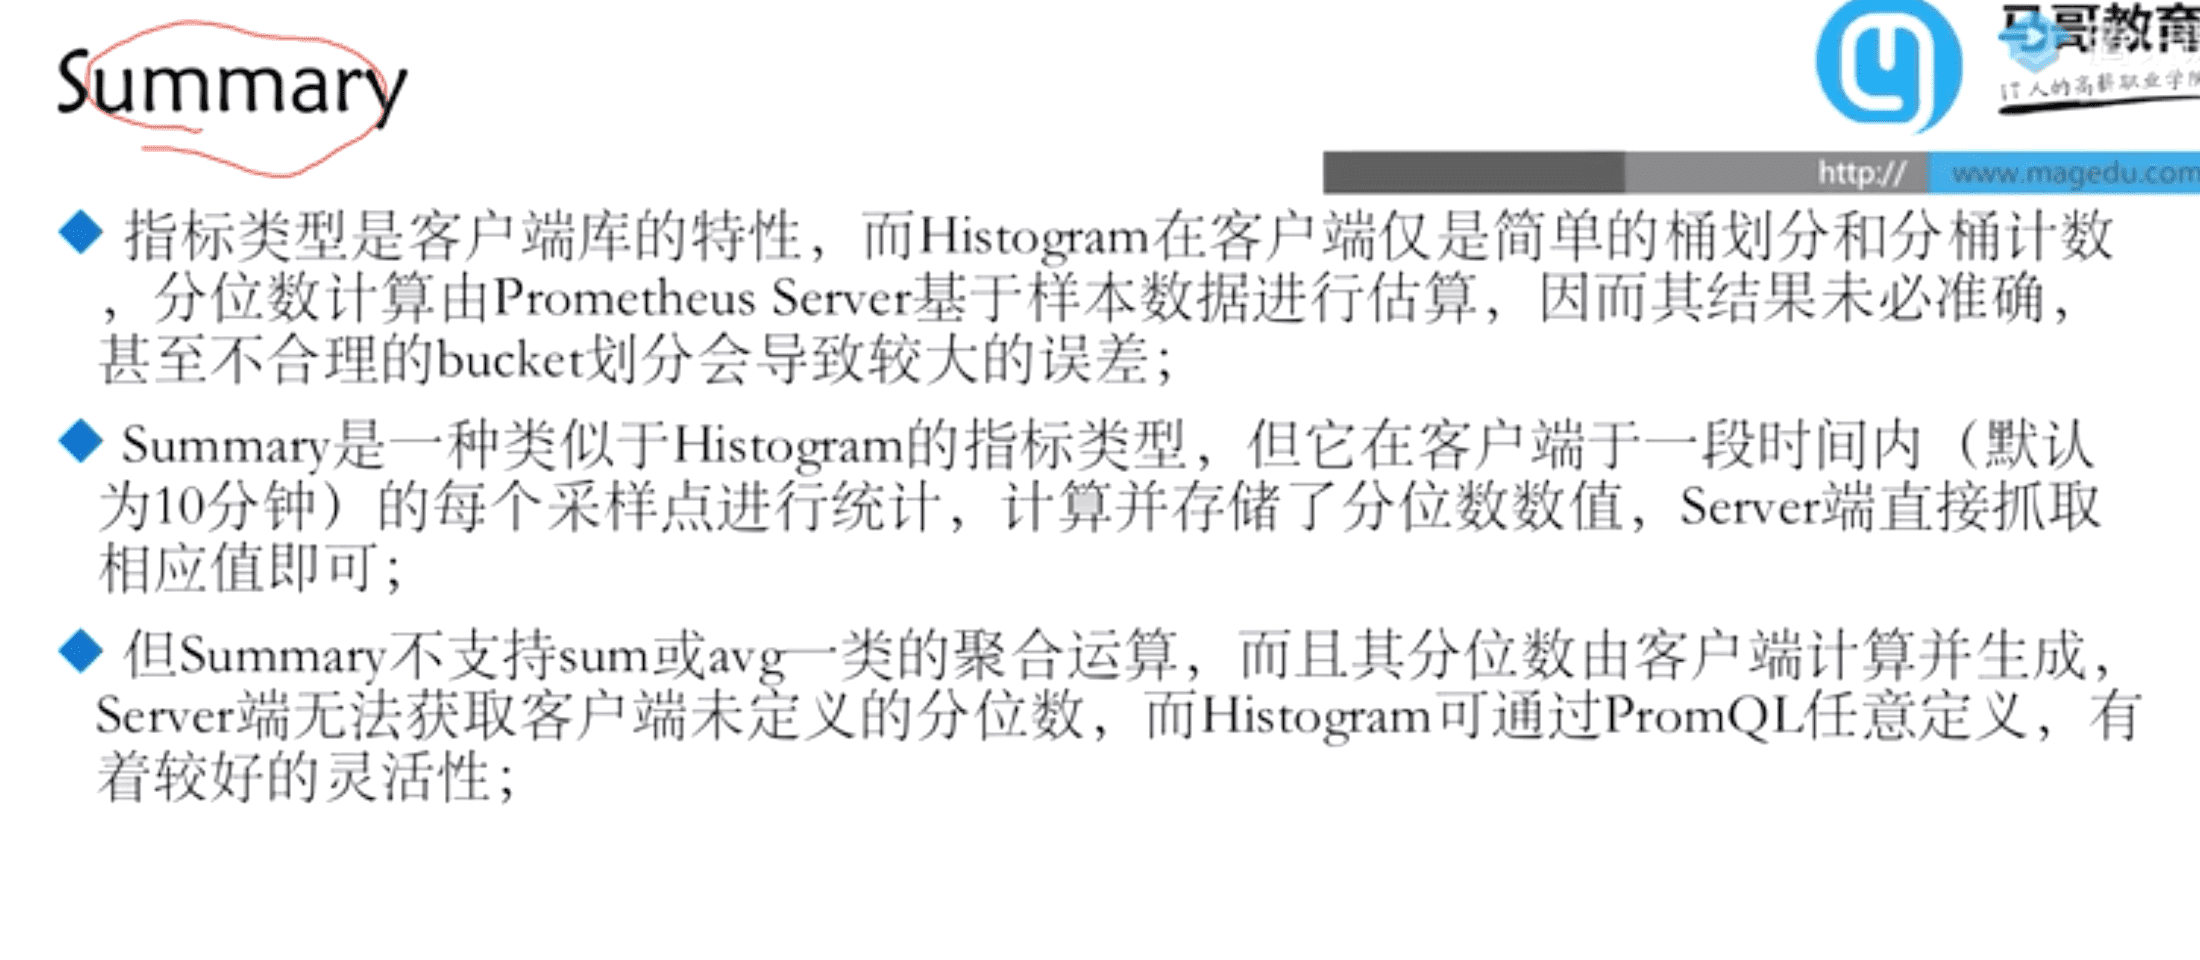 Summary
马哥教育
IT人的高薪职业学院
http:// www.magedu.com
指标类型是客户端库的特性，而Histogram在客户端仅是简单的桶划分和分桶计数
，分位数计算由Prometheus Server基于样本数据进行估算，因而其结果未必准确，
甚至不合理的bucket划分会导致较大的误差；
Summary是一种类似于Histogram的指标类型，但它在客户端于一段时间内（默认
为10分钟）的每个采样点进行统计，计算并存储了分位数数值，Server端直接抓取
相应值即可；
但Summary不支持sum或avg一类的聚合运算，而且其分位数由客户端计算并生成，
Server端无法获取客户端未定义的分位数，而Histogram可通过PromQL任意定义，有
着较好的灵活性；